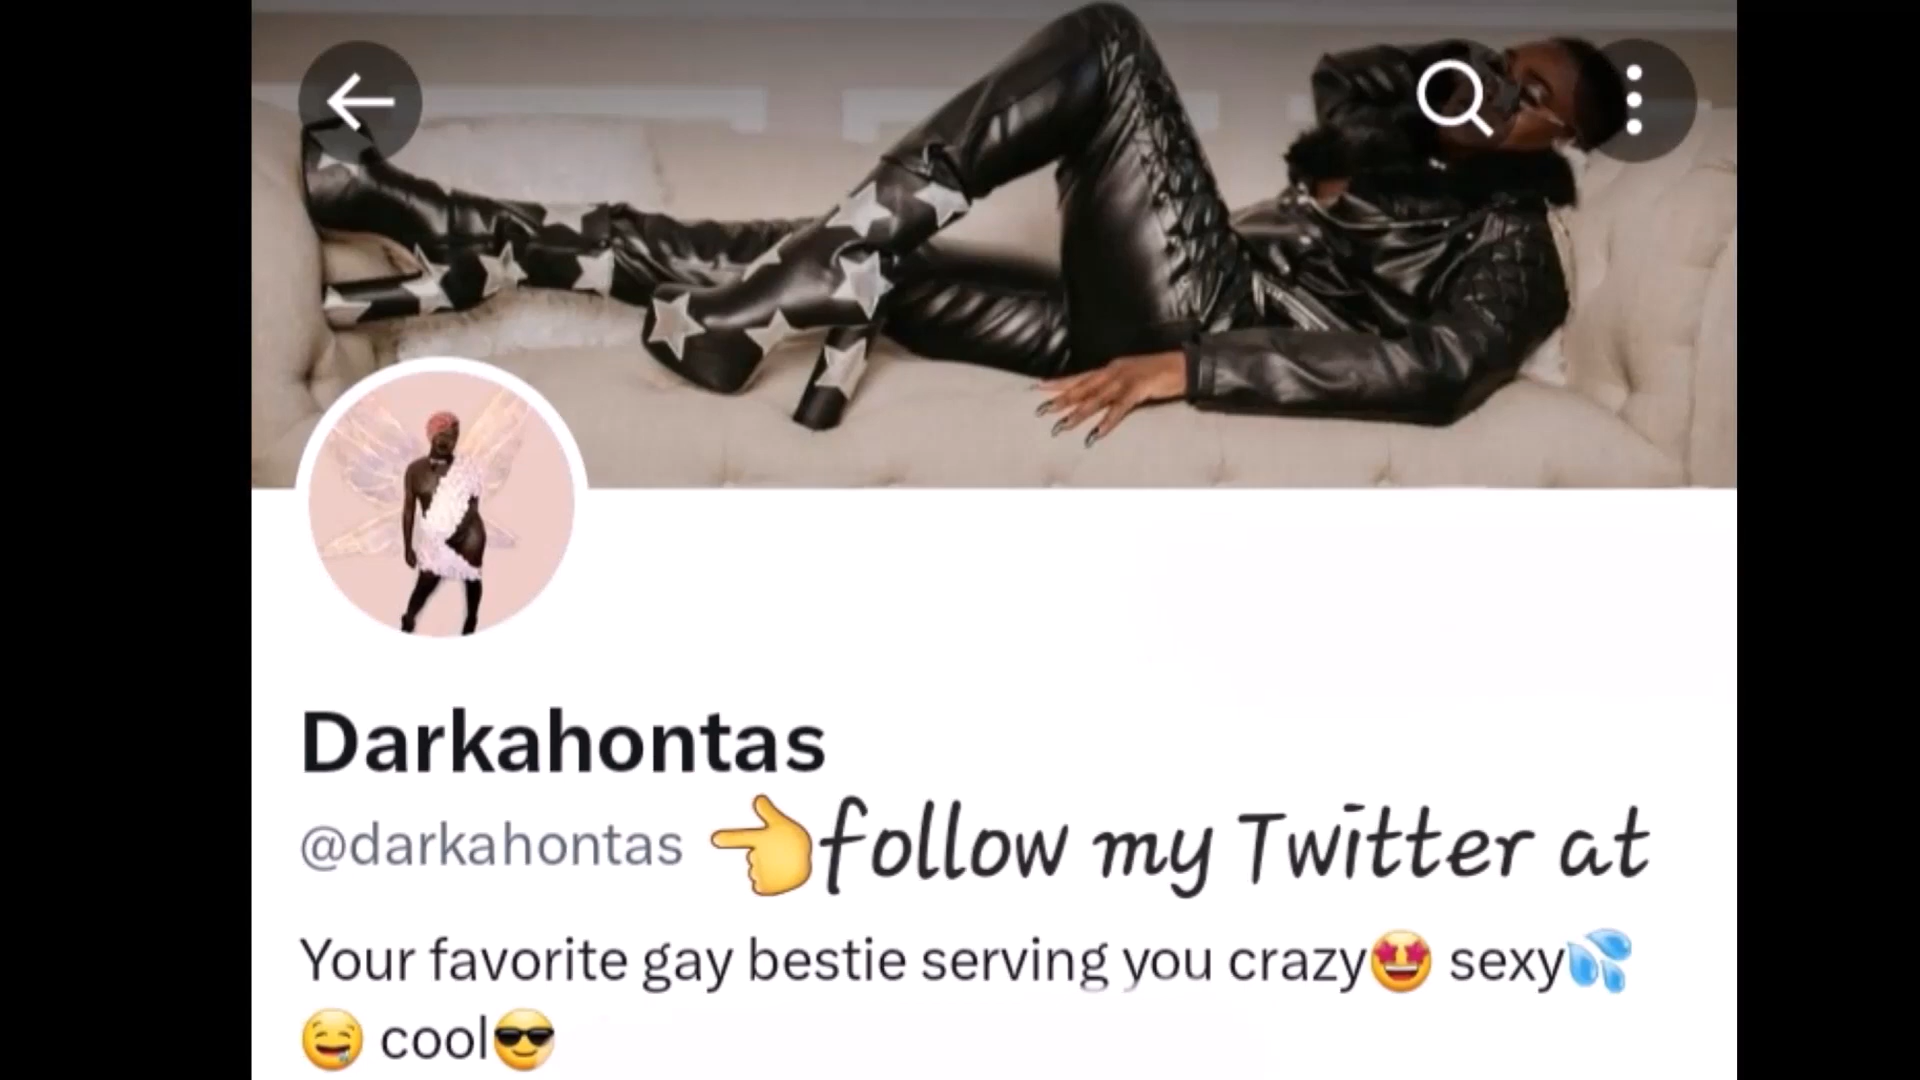 Darkahontas
@darkahontas 👈follow my Twitter at
Your favorite gay bestie serving you crazy🤩 sexy💦
🤤 cool😎